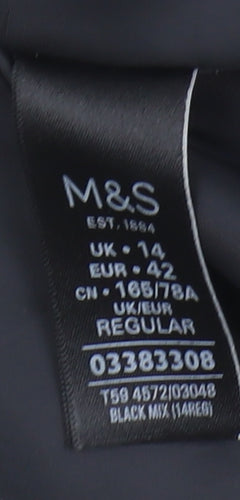 M&S
EST. 1884
UK • 14
EUR • 42
CN • 165/78A
UK/EUR
REGULAR
03383308
T59 4572/03048
BLACK MIX (14REG)